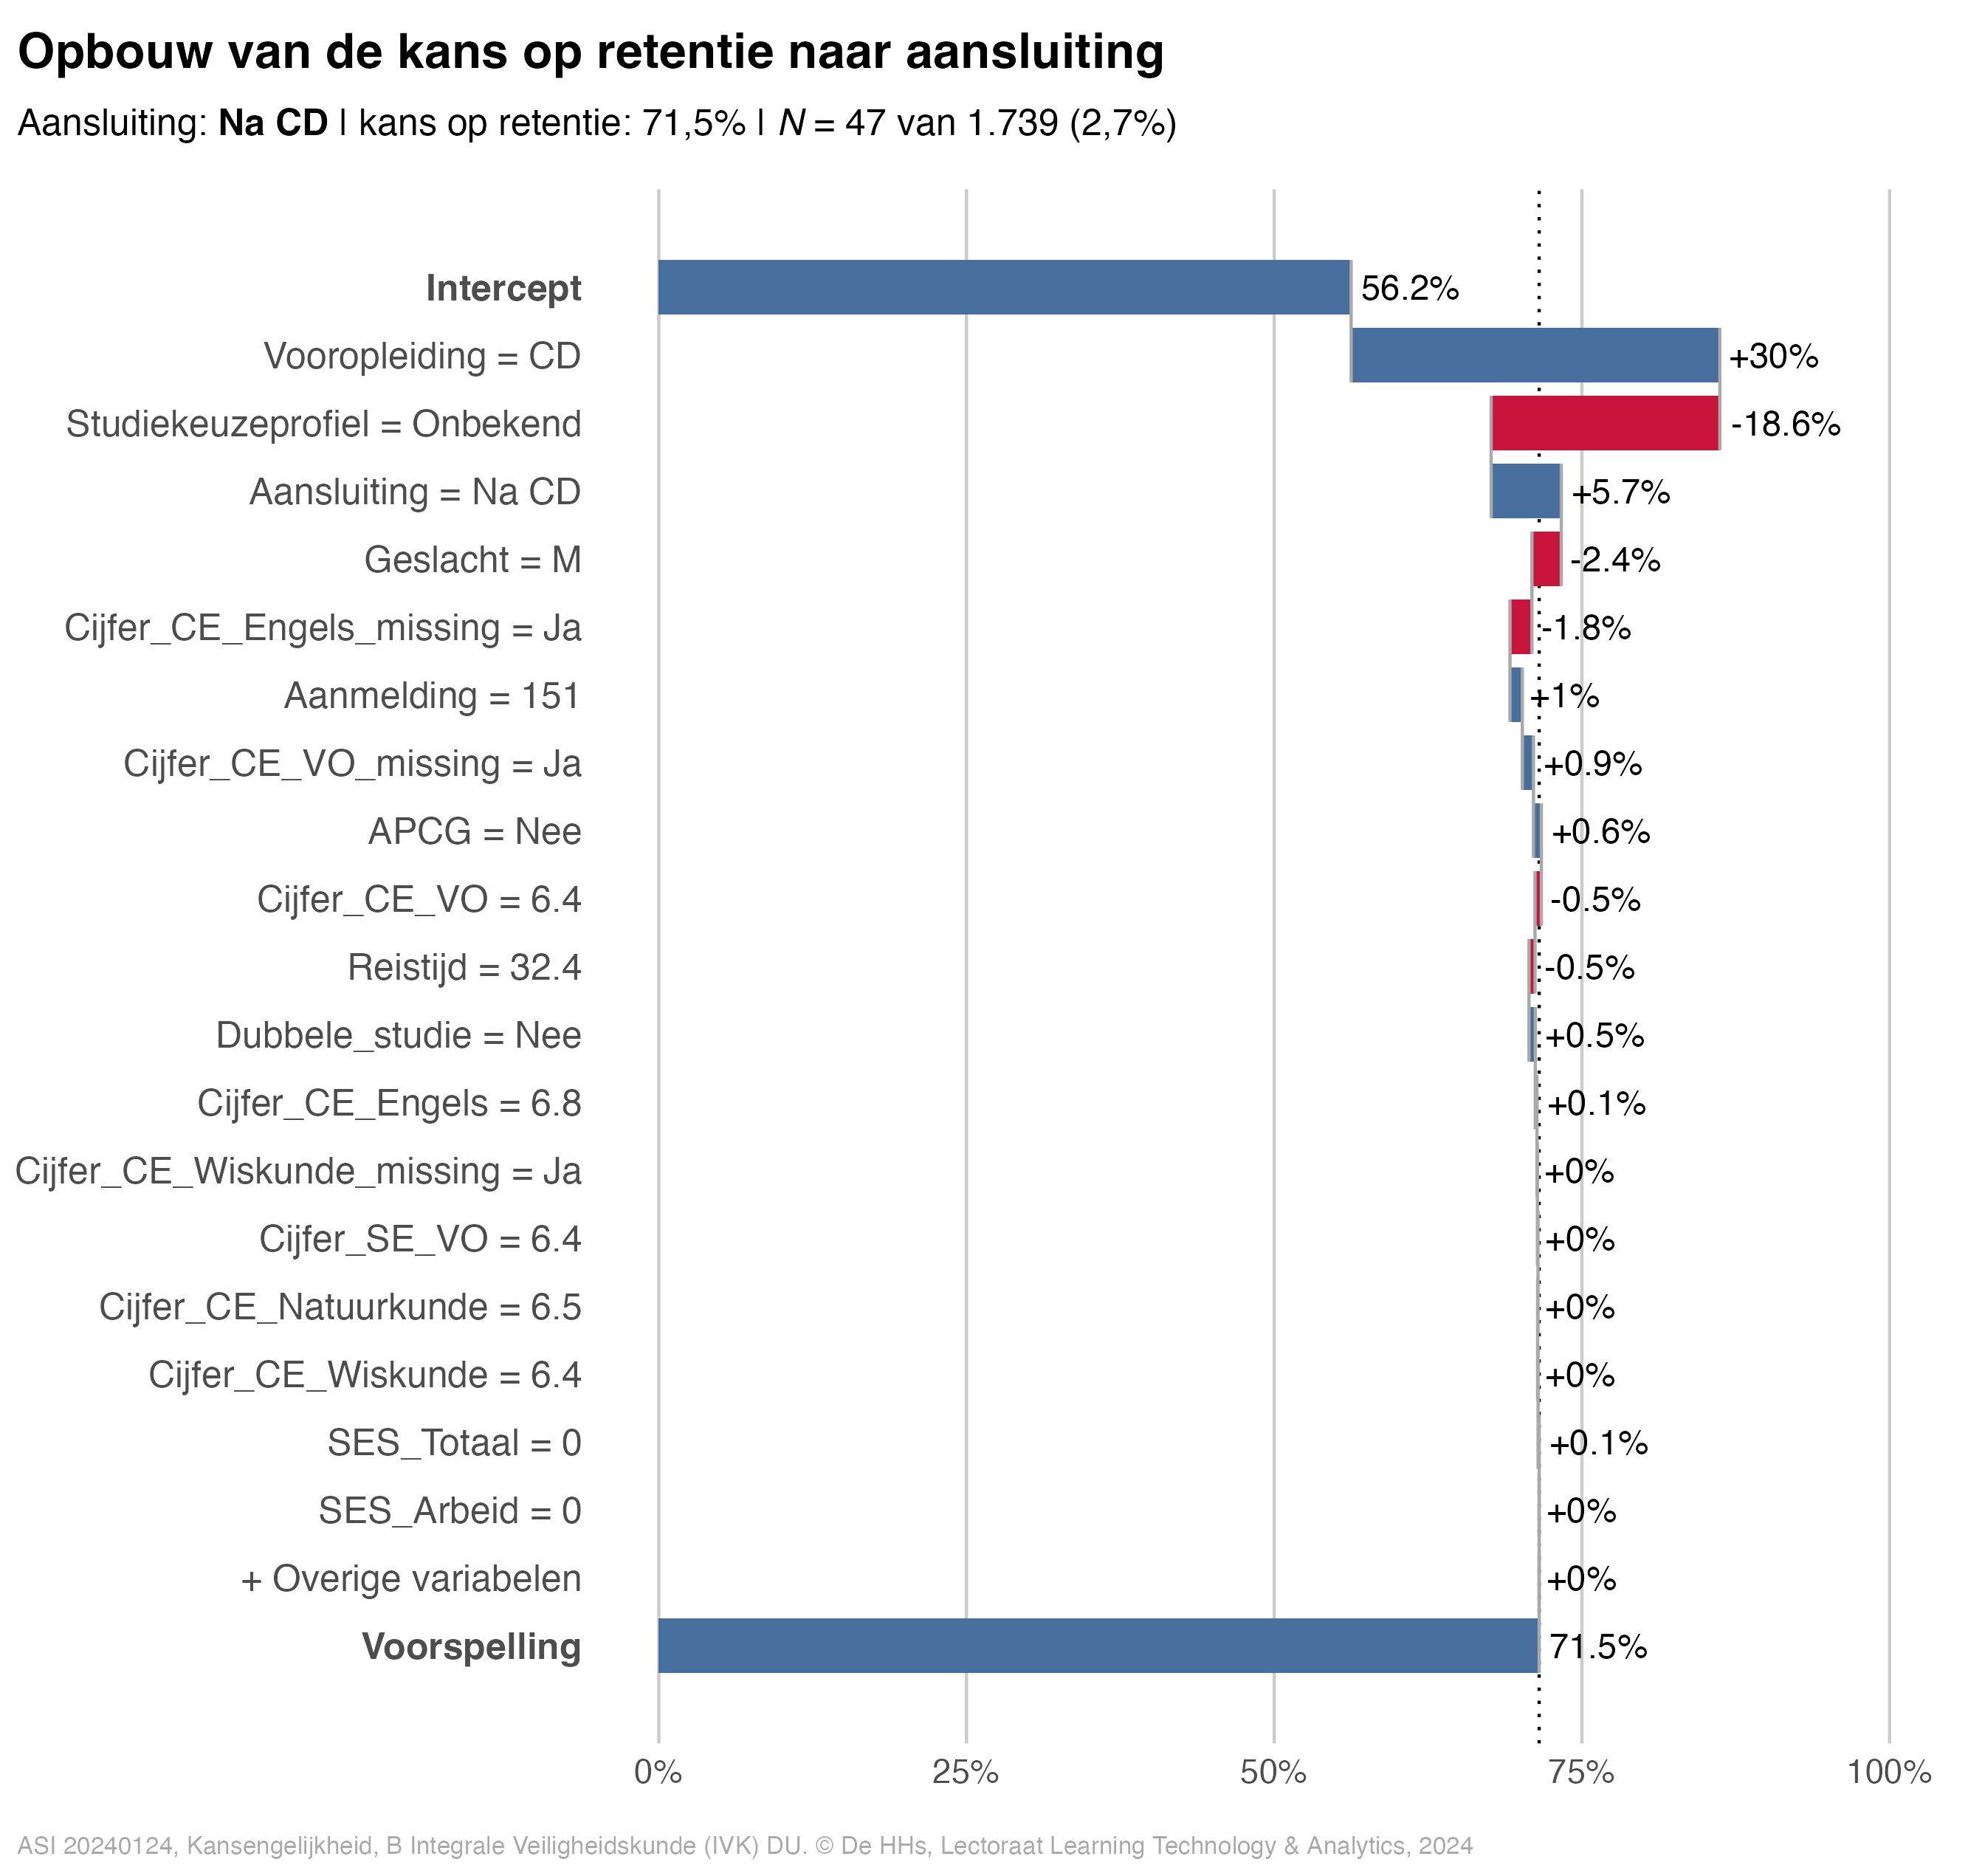 Opbouw van de kans op retentie naar aansluiting
Aansluiting: Na CD | kans op retentie: 71,5% | N = 47 van 1.739 (2,7%)
Intercept 56.2%
Vooropleiding = CD +30%
Studiekeuzeprofiel = Onbekend -18.6%
Aansluiting = Na CD +5.7%
Geslacht = M -2.4%
Cijfer_CE_Engels_missing = Ja -1.8%
Aanmelding = 151 +1%
Cijfer_CE_VO_missing = Ja +0.9%
APCG = Nee +0.6%
Cijfer_CE_VO = 6.4 -0.5%
Reistijd = 32.4 -0.5%
Dubbele_studie = Nee +0.5%
Cijfer_CE_Engels = 6.8 +0.1%
Cijfer_CE_Wiskunde_missing = Ja +0%
Cijfer_SE_VO = 6.4 +0%
Cijfer_CE_Natuurkunde = 6.5 +0%
Cijfer_CE_Wiskunde = 6.4 +0%
SES_Totaal = 0 +0.1%
SES_Arbeid = 0 +0%
+ Overige variabelen +0%
Voorspelling 71.5%
0% 25% 50% 75% 100%
ASI 20240124, Kansengelijkheid, B Integrale Veiligheidskunde (IVK) DU. © De HHs, Lectoraat Learning Technology & Analytics, 2024